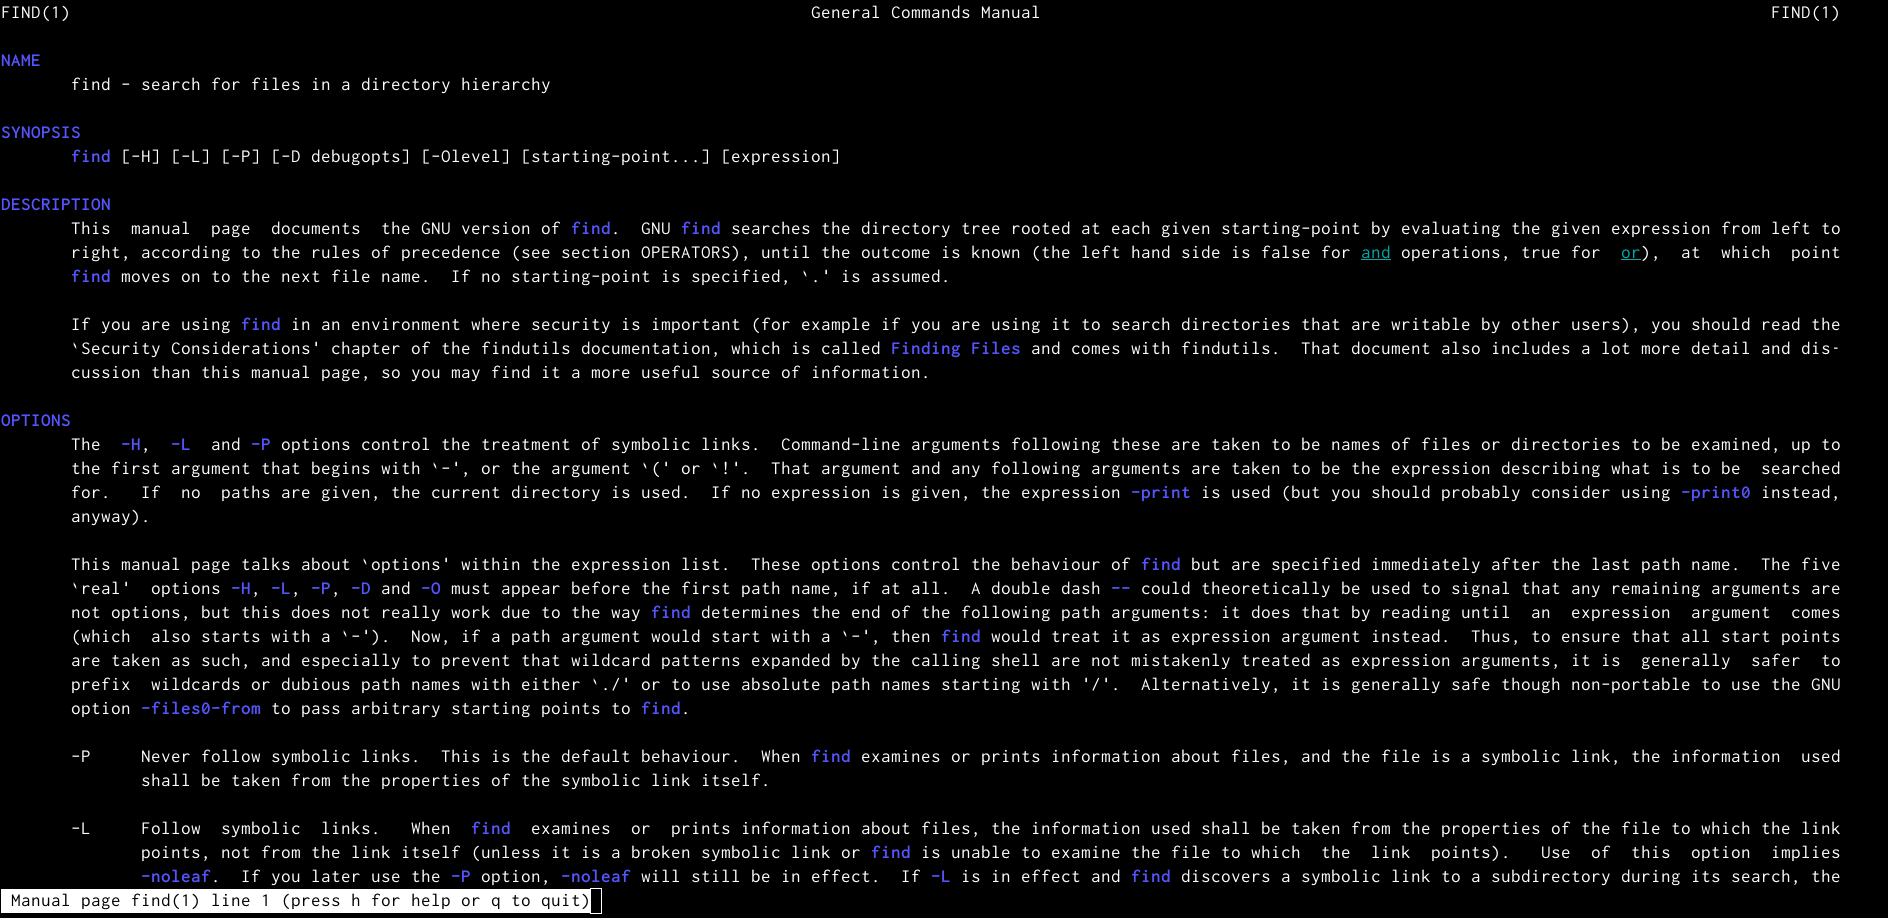 FIND(1) General Commands Manual FIND(1)
NAME
find - search for files in a directory hierarchy
SYNOPSIS
find [-H] [-L] [-P] [-D debugopts] [-Olevel] [starting-point...] [expression]
DESCRIPTION
This manual page documents the GNU version of find. GNU find searches the directory tree rooted at each given starting-point by evaluating the given expression from left to
right, according to the rules of precedence (see section OPERATORS), until the outcome is known (the left hand side is false for and operations, true for or), at which point
find moves on to the next file name. If no starting-point is specified, `.' is assumed.
If you are using find in an environment where security is important (for example if you are using it to search directories that are writable by other users), you should read the
`Security Considerations' chapter of the findutils documentation, which is called Finding Files and comes with findutils. That document also includes a lot more detail and dis-
cussion than this manual page, so you may find it a more useful source of information.
OPTIONS
The -H, -L and -P options control the treatment of symbolic links. Command-line arguments following these are taken to be names of files or directories to be examined, up to
the first argument that begins with `-', or the argument `(' or `!'. That argument and any following arguments are taken to be the expression describing what is to be searched
for. If no paths are given, the current directory is used. If no expression is given, the expression -print is used (but you should probably consider using -print0 instead,
anyway).
This manual page talks about `options' within the expression list. These options control the behaviour of find but are specified immediately after the last path name. The five
`real' options -H, -L, -P, -D and -O must appear before the first path name, if at all. A double dash -- could theoretically be used to signal that any remaining arguments are
not options, but this does not really work due to the way find determines the end of the following path arguments: it does that by reading until an expression argument comes
(which also starts with a `-'). Now, if a path argument would start with a `-', then find would treat it as expression argument instead. Thus, to ensure that all start points
are taken as such, and especially to prevent that wildcard patterns expanded by the calling shell are not mistakenly treated as expression arguments, it is generally safer to
prefix wildcards or dubious path names with either `./' or to use absolute path names starting with '/'. Alternatively, it is generally safe though non-portable to use the GNU
option -files0-from to pass arbitrary starting points to find.
-P Never follow symbolic links. This is the default behaviour. When find examines or prints information about files, and the file is a symbolic link, the information used
shall be taken from the properties of the symbolic link itself.
-L Follow symbolic links. When find examines or prints information about files, the information used shall be taken from the properties of the file to which the link
points, not from the link itself (unless it is a broken symbolic link or find is unable to examine the file to which the link points). Use of this option implies
-noleaf. If you later use the -P option, -noleaf will still be in effect. If -L is in effect and find discovers a symbolic link to a subdirectory during its search, the
Manual page find(1) line 1 (press h for help or q to quit)